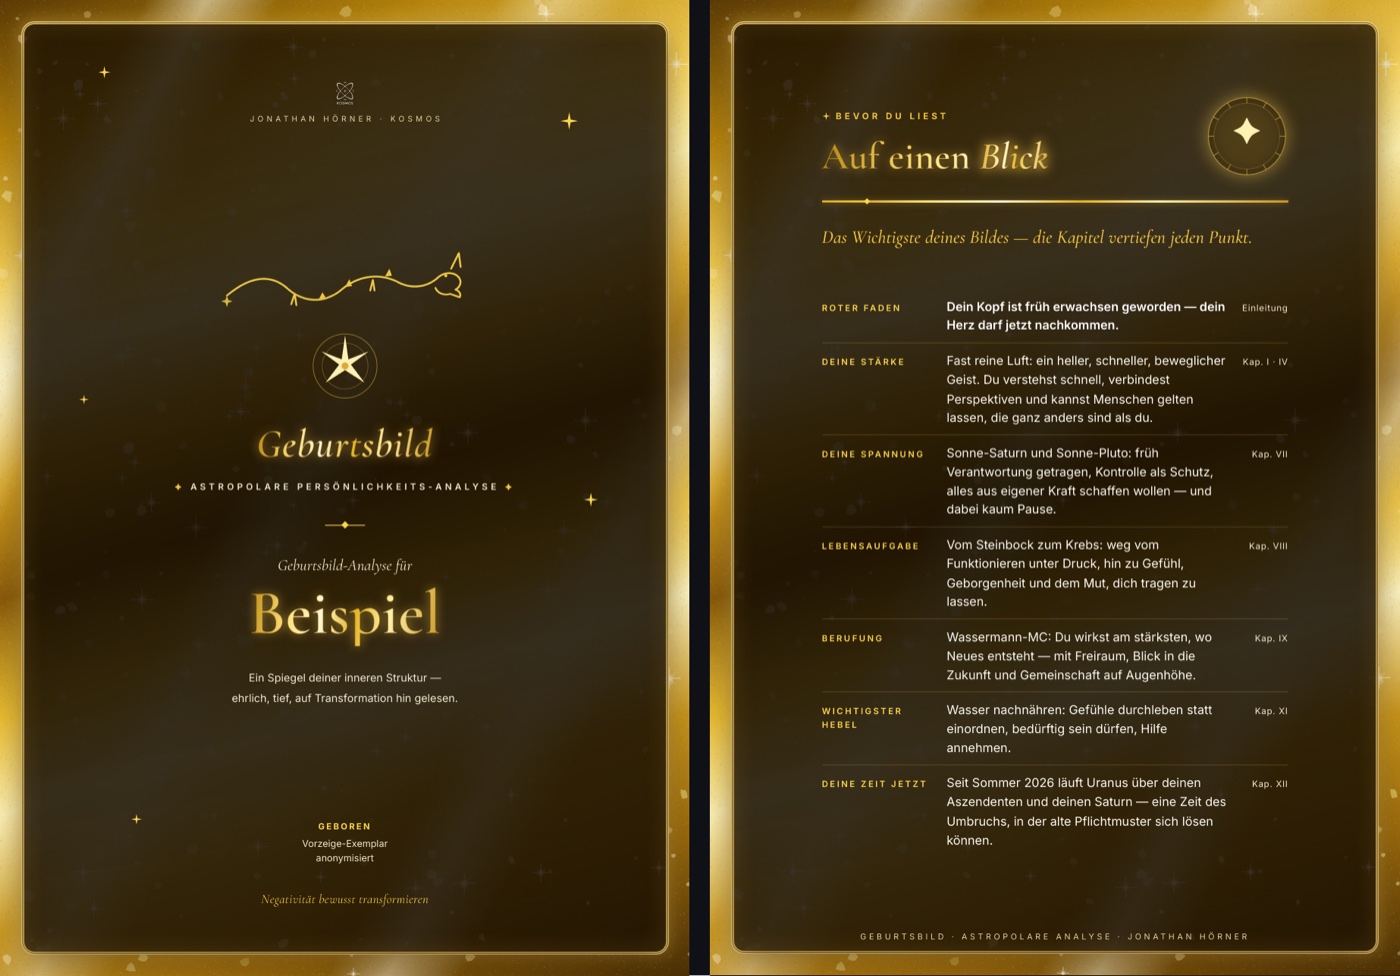 KOSMOS
JONATHAN HÖRNER · KOSMOS
Geburtsbild
ASTROPOLARE PERSÖNLICHKEITS-ANALYSE
Geburtsbild-Analyse für
Beispiel
Ein Spiegel deiner inneren Struktur —
ehrlich, tief, auf Transformation hin gelesen.
GEBOREN
Vorzeige-Exemplar
anonymisiert
Negativität bewusst transformieren
BEVOR DU LIEST
Auf einen Blick
Das Wichtigste deines Bildes — die Kapitel vertiefen jeden Punkt.
ROTER FADEN
Dein Kopf ist früh erwachsen geworden — dein
Herz darf jetzt nachkommen.
Einleitung
DEINE STÄRKE
Fast reine Luft: ein heller, schneller, beweglicher
Geist. Du verstehst schnell, verbindest
Perspektiven und kannst Menschen gelten
lassen, die ganz anders sind als du.
Kap. I · IV
DEINE SPANNUNG
Sonne-Saturn und Sonne-Pluto: früh
Verantwortung getragen, Kontrolle als Schutz,
alles aus eigener Kraft schaffen wollen — und
dabei kaum Pause.
Kap. VII
LEBENSAUFGABE
Vom Steinbock zum Krebs: weg vom
Funktionieren unter Druck, hin zu Gefühl,
Geborgenheit und dem Mut, dich tragen zu
lassen.
Kap. VIII
BERUFUNG
Wassermann-MC: Du wirkst am stärksten, wo
Neues entsteht — mit Freiraum, Blick in die
Zukunft und Gemeinschaft auf Augenhöhe.
Kap. IX
WICHTIGSTER
HEBEL
Wasser nachnähren: Gefühle durchleben statt
einordnen, bedürftig sein dürfen, Hilfe
annehmen.
Kap. XI
DEINE ZEIT JETZT
Seit Sommer 2026 läuft Uranus über deinen
Aszendenten und deinen Saturn — eine Zeit des
Umbruchs, in der alte Pflichtmuster sich lösen
können.
Kap. XII
GEBURTSBILD · ASTROPOLARE ANALYSE · JONATHAN HÖRNER